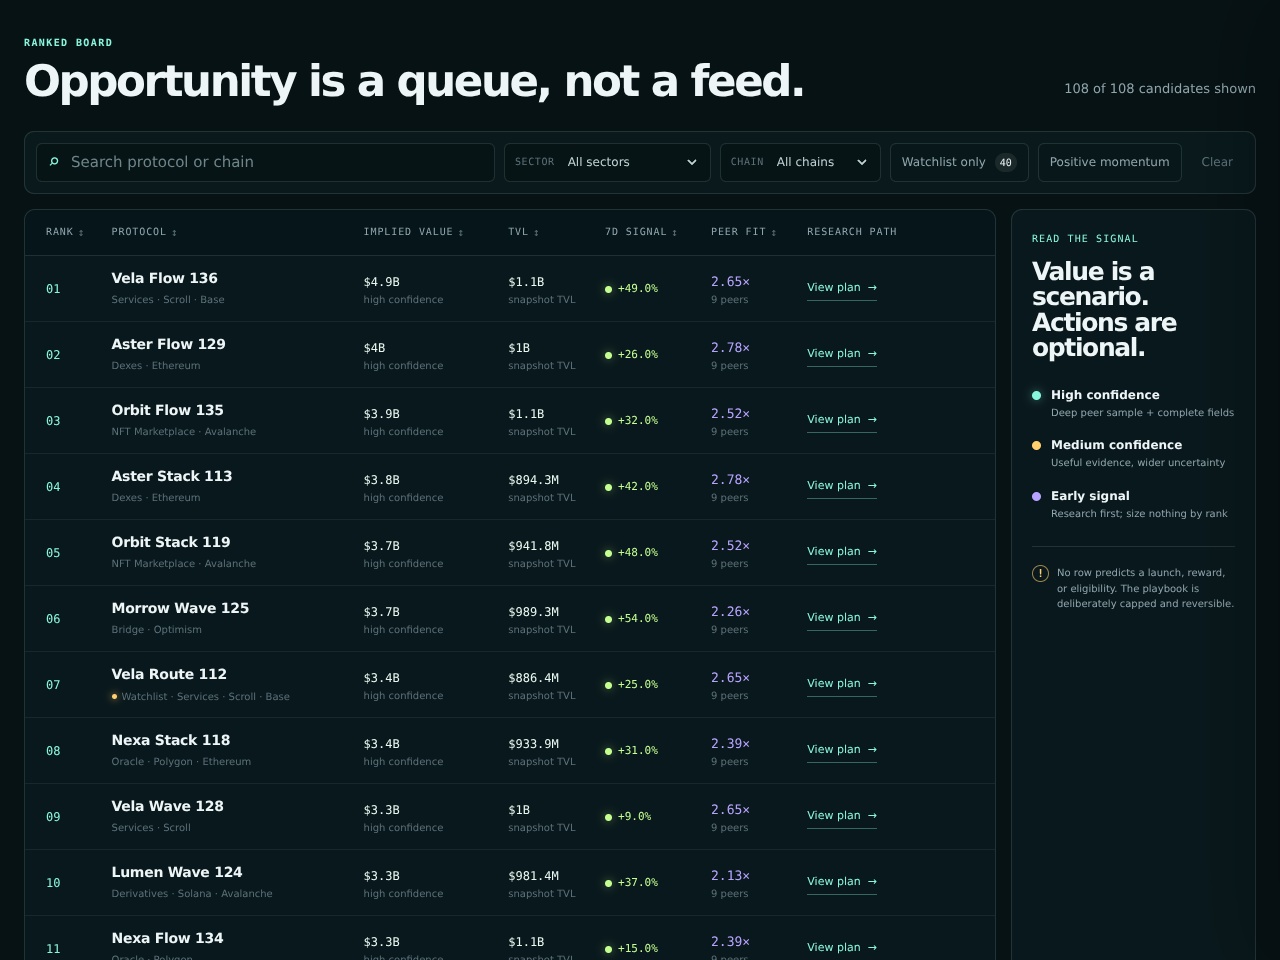 RANKED BOARD
Opportunity is a queue, not a feed.
108 of 108 candidates shown
Search protocol or chain
SECTOR All sectors
CHAIN All chains
Watchlist only 40
Positive momentum
Clear
RANK ↕ PROTOCOL ↕ IMPLIED VALUE ↕ TVL ↕ 7D SIGNAL ↕ PEER FIT ↕ RESEARCH PATH
01 Vela Flow 136 $4.9B $1.1B +49.0% 2.65× View plan →
Services · Scroll · Base high confidence snapshot TVL 9 peers
02 Aster Flow 129 $4B $1B +26.0% 2.78× View plan →
Dexes · Ethereum high confidence snapshot TVL 9 peers
03 Orbit Flow 135 $3.9B $1.1B +32.0% 2.52× View plan →
NFT Marketplace · Avalanche high confidence snapshot TVL 9 peers
04 Aster Stack 113 $3.8B $894.3M +42.0% 2.78× View plan →
Dexes · Ethereum high confidence snapshot TVL 9 peers
05 Orbit Stack 119 $3.7B $941.8M +48.0% 2.52× View plan →
NFT Marketplace · Avalanche high confidence snapshot TVL 9 peers
06 Morrow Wave 125 $3.7B $989.3M +54.0% 2.26× View plan →
Bridge · Optimism high confidence snapshot TVL 9 peers
07 Vela Route 112 $3.4B $886.4M +25.0% 2.65× View plan →
Watchlist · Services · Scroll · Base high confidence snapshot TVL 9 peers
08 Nexa Stack 118 $3.4B $933.9M +31.0% 2.39× View plan →
Oracle · Polygon · Ethereum high confidence snapshot TVL 9 peers
09 Vela Wave 128 $3.3B $1B +9.0% 2.65× View plan →
Services · Scroll high confidence snapshot TVL 9 peers
10 Lumen Wave 124 $3.3B $981.4M +37.0% 2.13× View plan →
Derivatives · Solana · Avalanche high confidence snapshot TVL 9 peers
11 Nexa Flow 134 $3.3B $1.1B +15.0% 2.39× View plan →
Oracle · Polygon high confidence snapshot TVL 9 peers
READ THE SIGNAL
Value is a
scenario.
Actions are
optional.
High confidence
Deep peer sample + complete fields
Medium confidence
Useful evidence, wider uncertainty
Early signal
Research first; size nothing by rank
! No row predicts a launch, reward,
or eligibility. The playbook is
deliberately capped and reversible.